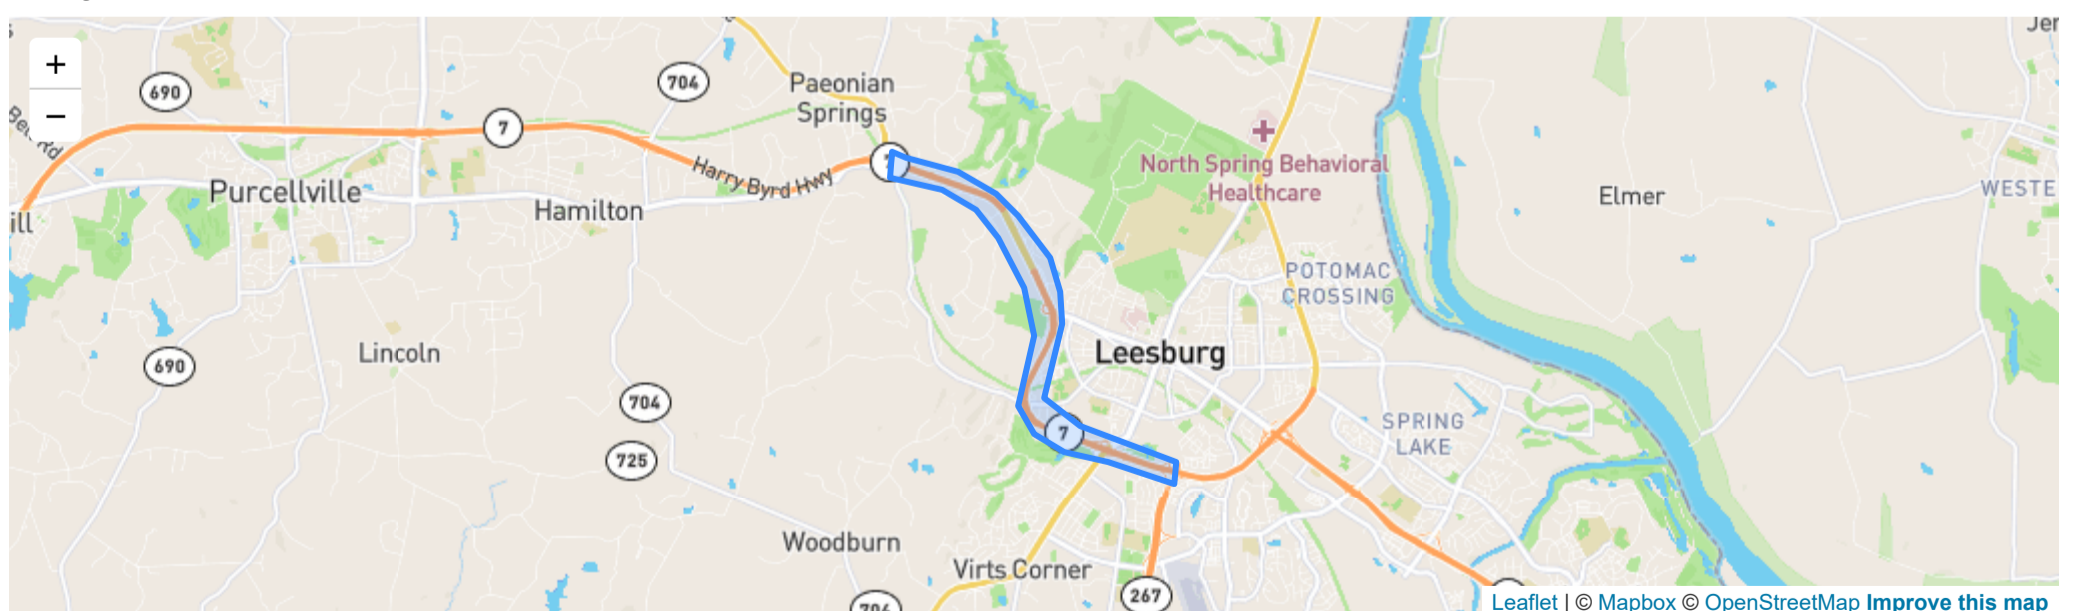 Jer
+
704
Paeonian
Springs
690
−
7
North Spring Behavioral
Healthcare
Harry Byrd Hwy
Purcellville
Elmer
WESTE
Hamilton
ill
POTOMAC
CROSSING
Lincoln
Leesburg
690
704
SPRING
LAKE
7
725
Woodburn
Virts Corner
267
Leaflet | © Mapbox © OpenStreetMap Improve this map